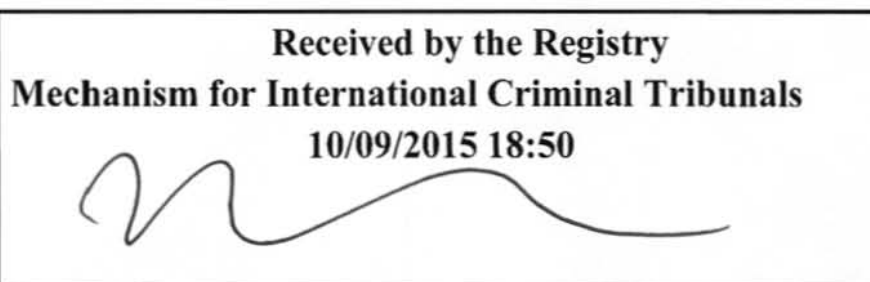 Received by the Registry
Mechanism for International Criminal Tribunals
10/09/2015 18:50